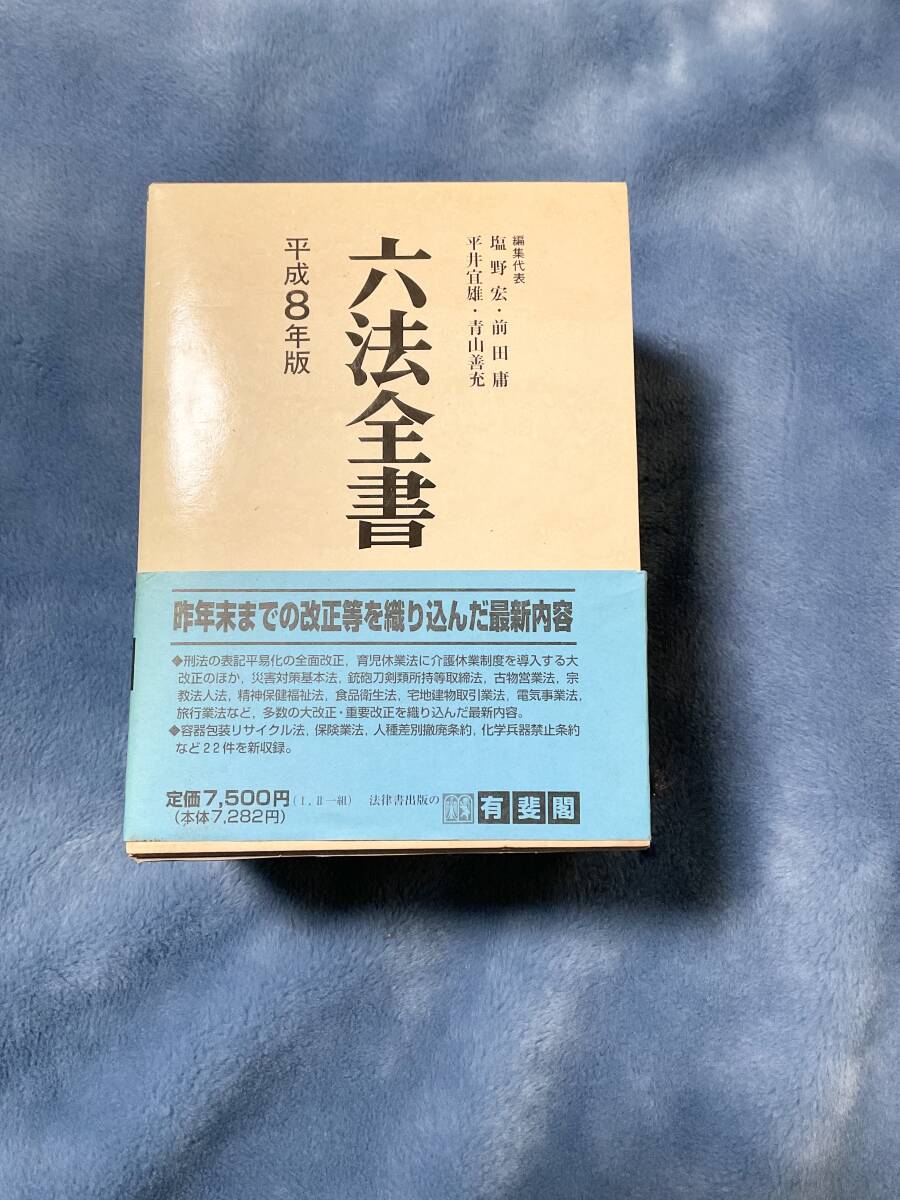 編集代表
塩野宏・前田庸
平井宜雄・青山善充
六法全書
平成8年版
昨年末までの改正等を織り込んだ最新内容
◆刑法の表記平易化の全面改正，育児休業法に介護休業制度を導入する大
改正のほか，災害対策基本法，銃砲刀剣類所持等取締法，古物営業法，宗
教法人法，精神保健福祉法，食品衛生法，宅地建物取引業法，電気事業法，
旅行業法など，多数の大改正・重要改正を織り込んだ最新内容。
◆容器包装リサイクル法，保険業法，人種差別撤廃条約，化学兵器禁止条約
など22件を新収録。
定価7,500円(Ⅰ,Ⅱ一組) 法律書出版の 有斐閣
(本体7,282円)